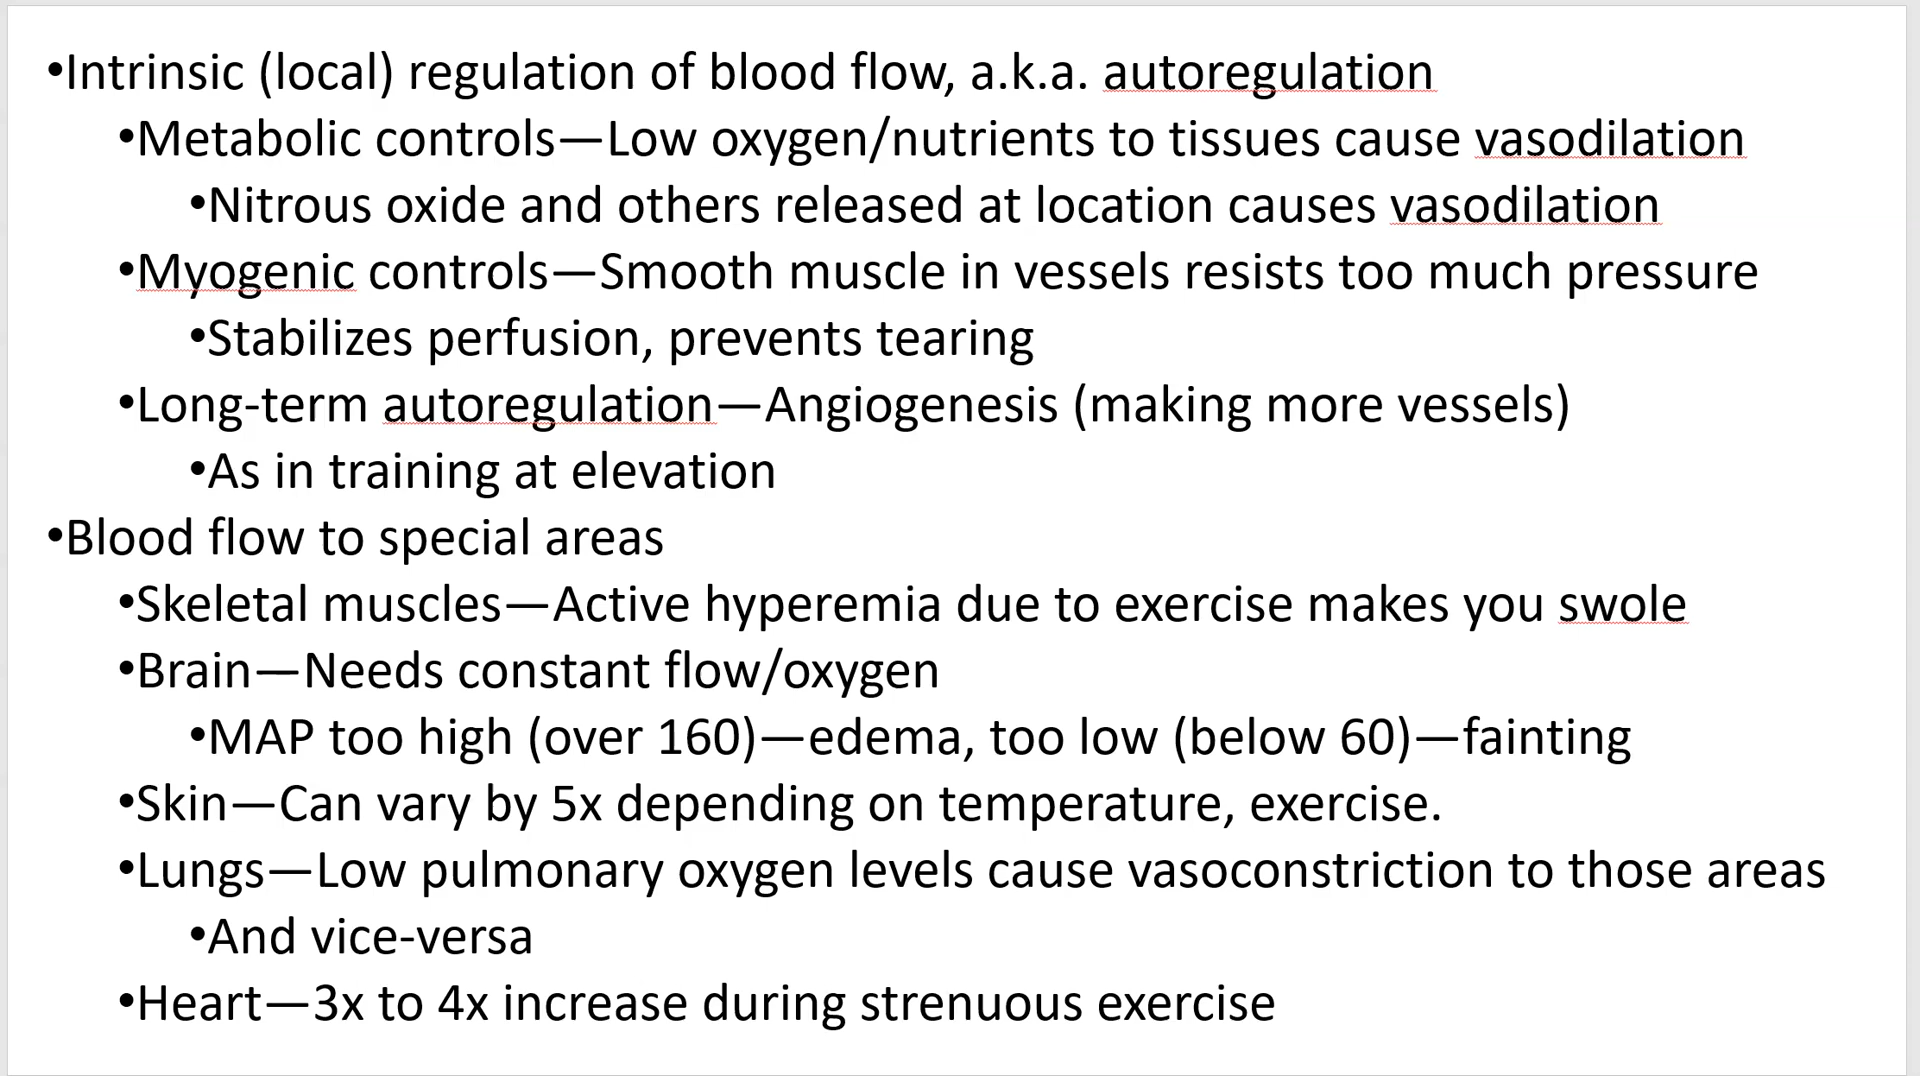 •Intrinsic (local) regulation of blood flow, a.k.a. autoregulation
•Metabolic controls—Low oxygen/nutrients to tissues cause vasodilation
•Nitrous oxide and others released at location causes vasodilation
•Myogenic controls—Smooth muscle in vessels resists too much pressure
•Stabilizes perfusion, prevents tearing
•Long-term autoregulation—Angiogenesis (making more vessels)
•As in training at elevation
•Blood flow to special areas
•Skeletal muscles—Active hyperemia due to exercise makes you swole
•Brain—Needs constant flow/oxygen
•MAP too high (over 160)—edema, too low (below 60)—fainting
•Skin—Can vary by 5x depending on temperature, exercise.
•Lungs—Low pulmonary oxygen levels cause vasoconstriction to those areas
•And vice-versa
•Heart—3x to 4x increase during strenuous exercise